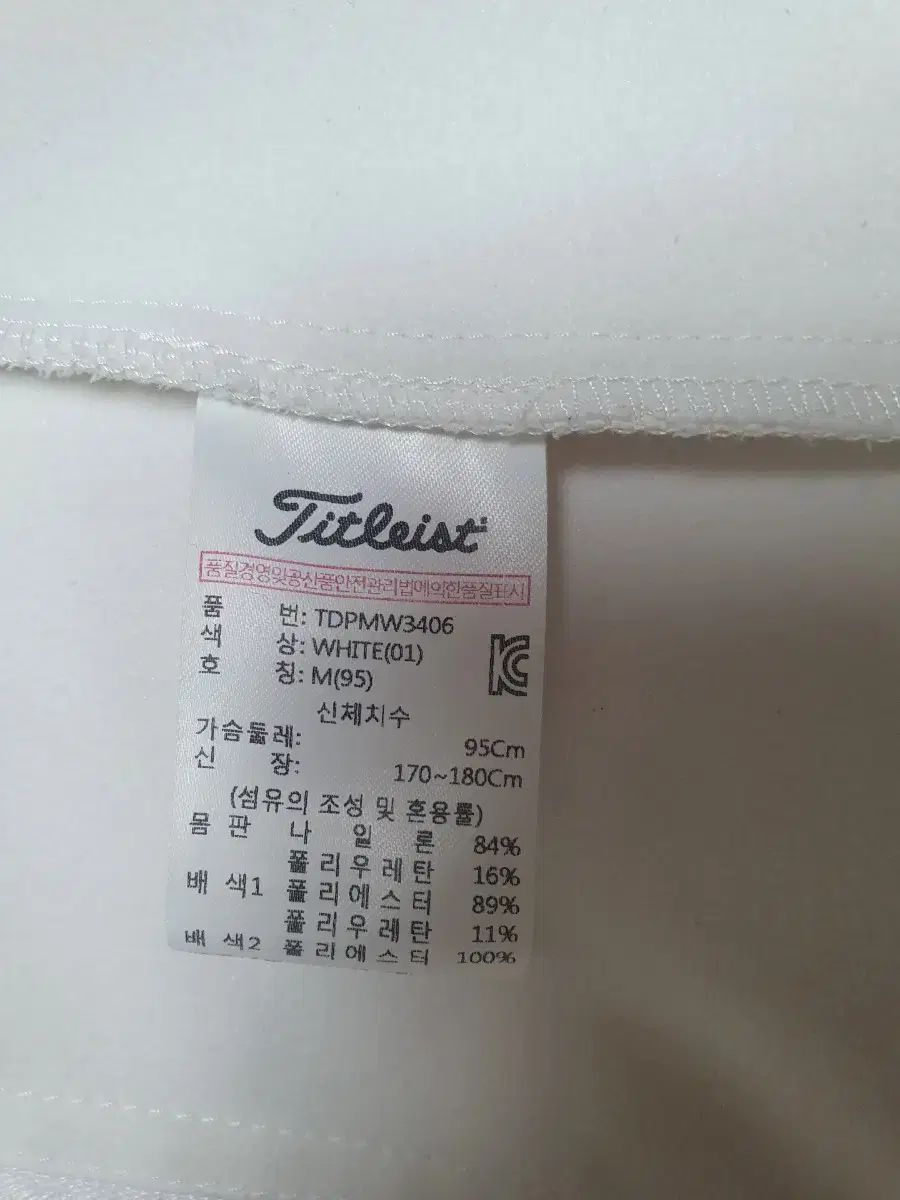 Titleist
품질경영및공산품안전관리법에의한품질표시
품 번: TDPMW3406
색 상: WHITE(01)
호 칭: M(95)
신체치수
가슴둘레: 95Cm
신 장: 170~180Cm
(섬유의 조성 및 혼용률)
몸 판 나 일 론 84%
폴 리 우 레 탄 16%
배 색1 폴 리 에 스 터 89%
폴 리 우 레 탄 11%
배 색2 폴 리 에 스 터 100%